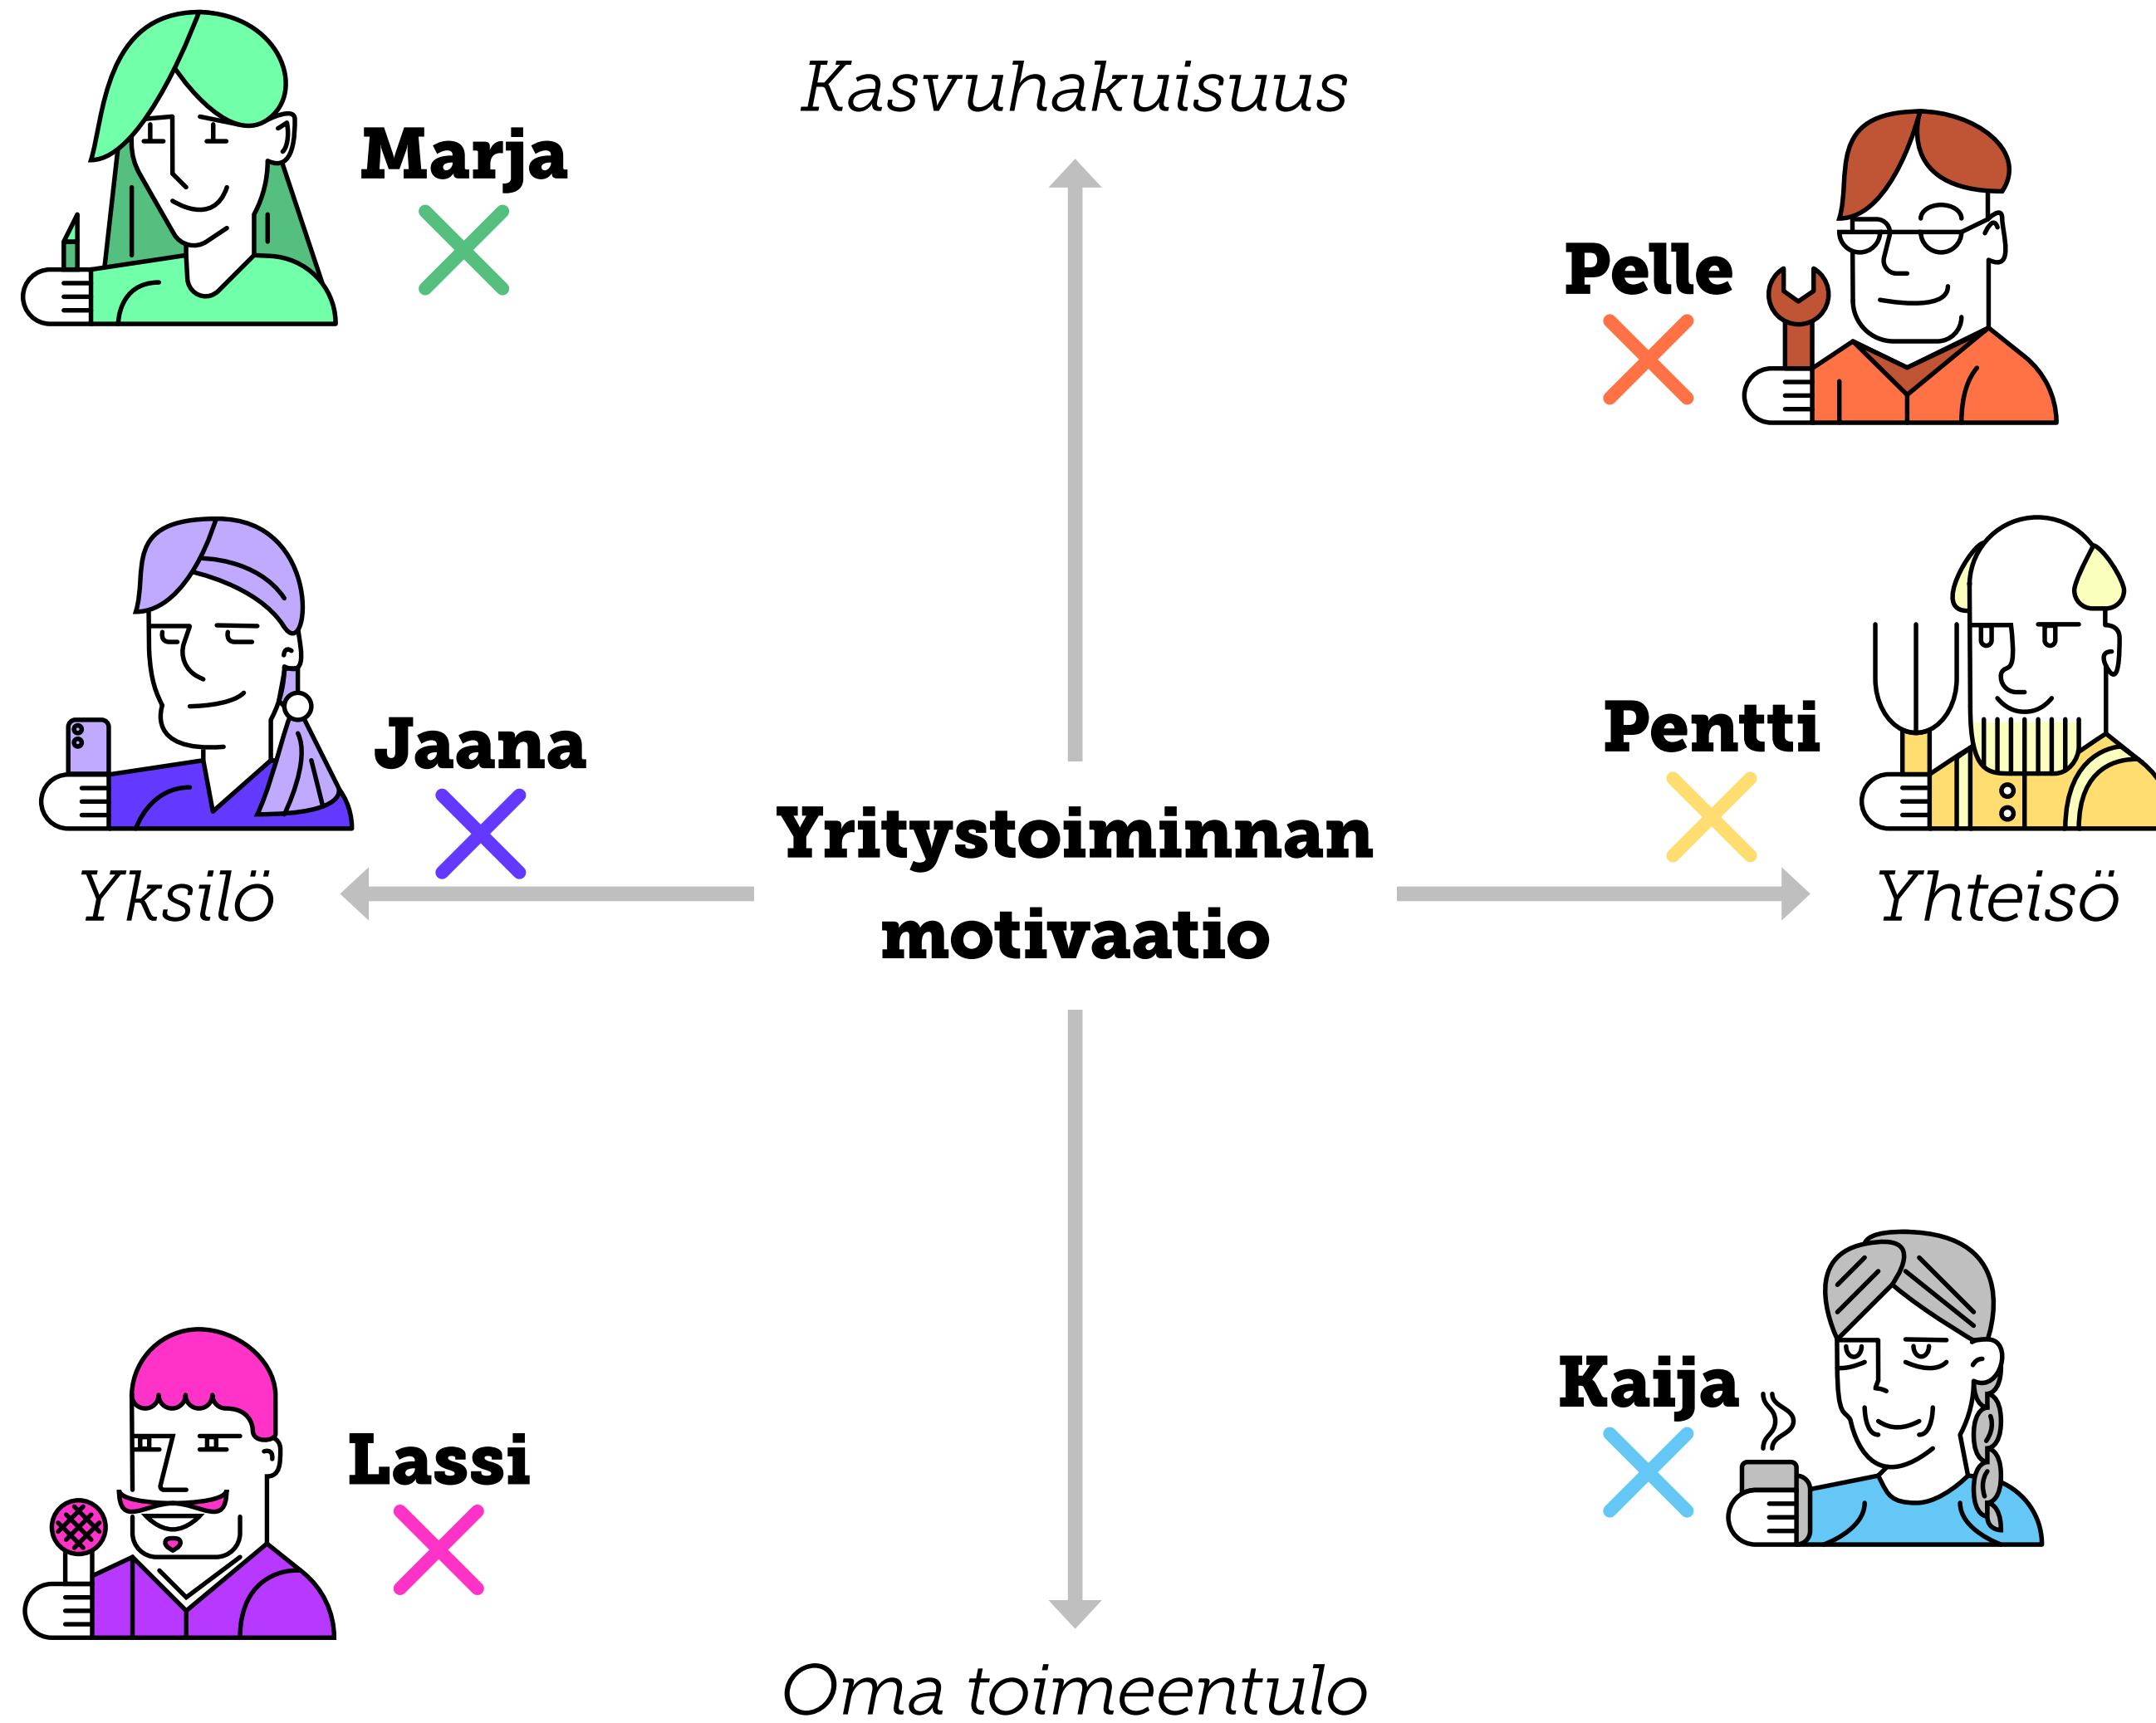 Kasvuhakuisuus
Marja
Pelle
Jaana
Pentti
Yritystoiminnan
motivaatio
Yksilö
Yhteisö
Kaija
Lassi
Oma toimeentulo